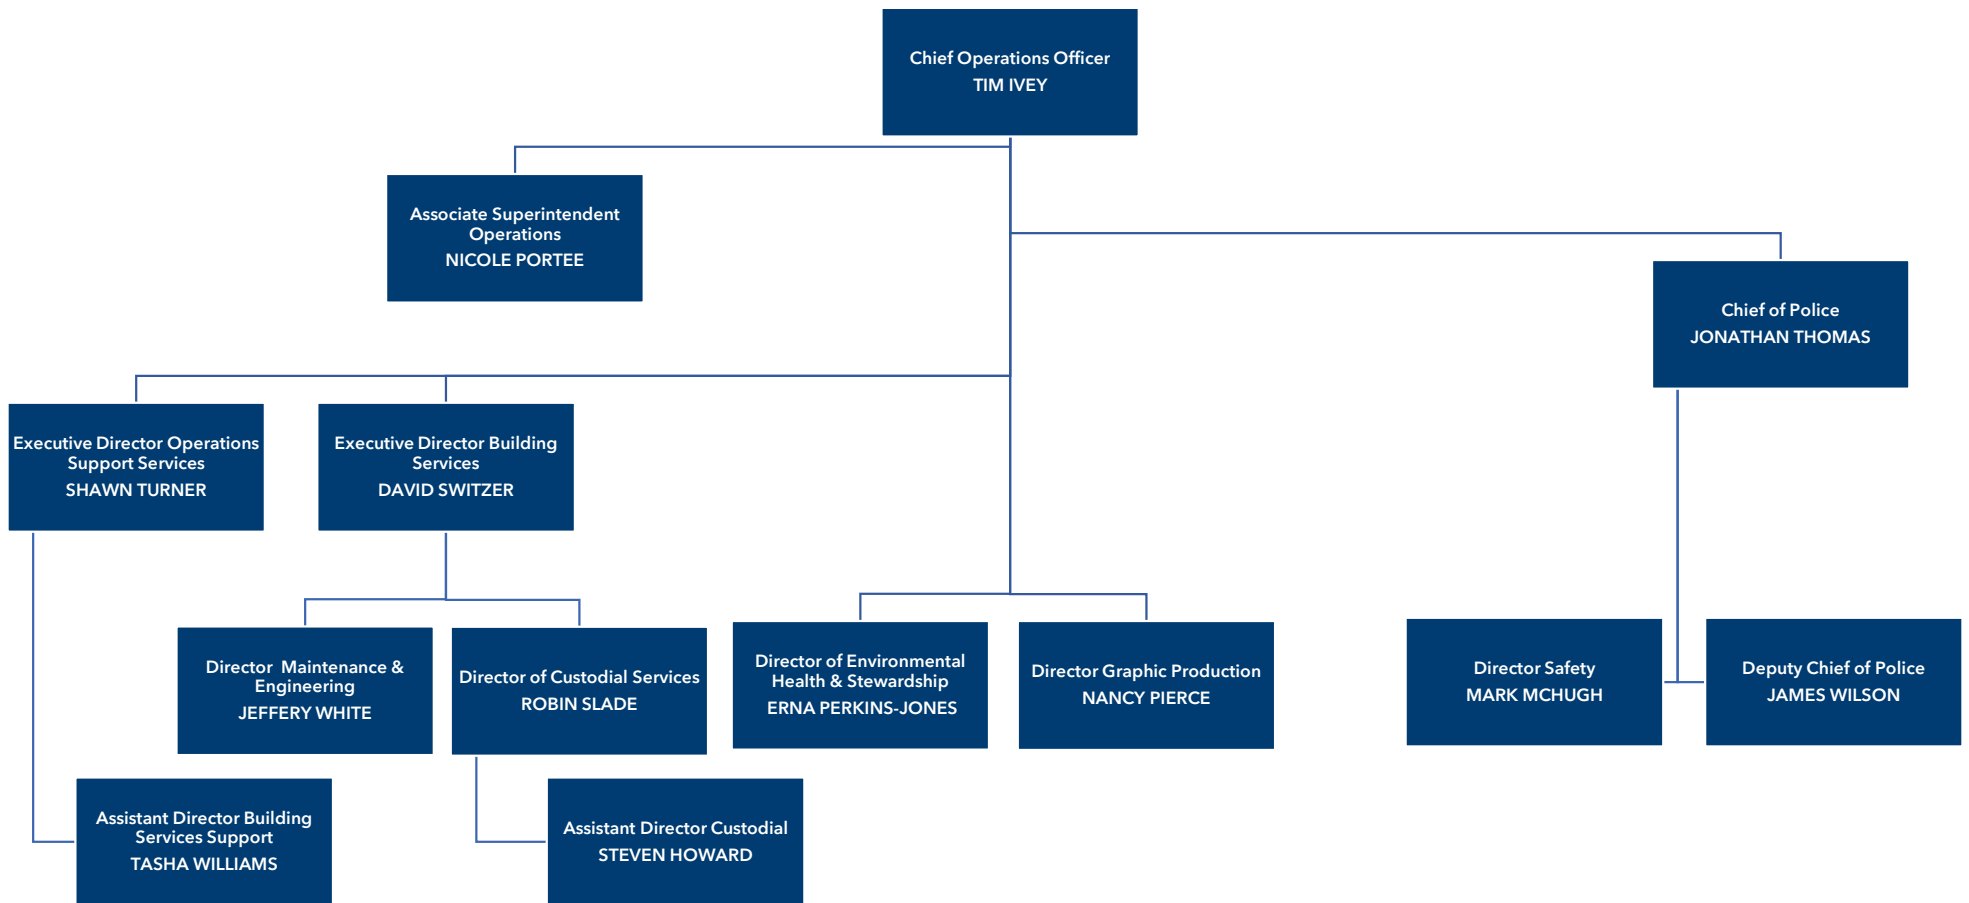 Chief Operations Officer
TIM IVEY
Associate Superintendent
Operations
NICOLE PORTEE
Chief of Police
JONATHAN THOMAS
Executive Director Operations
Support Services
SHAWN TURNER
Executive Director Building
Services
DAVID SWITZER
Director Maintenance &
Engineering
JEFFERY WHITE
Director of Custodial Services
ROBIN SLADE
Director of Environmental
Health & Stewardship
ERNA PERKINS-JONES
Director Graphic Production
NANCY PIERCE
Director Safety
MARK MCHUGH
Deputy Chief of Police
JAMES WILSON
Assistant Director Building
Services Support
TASHA WILLIAMS
Assistant Director Custodial
STEVEN HOWARD